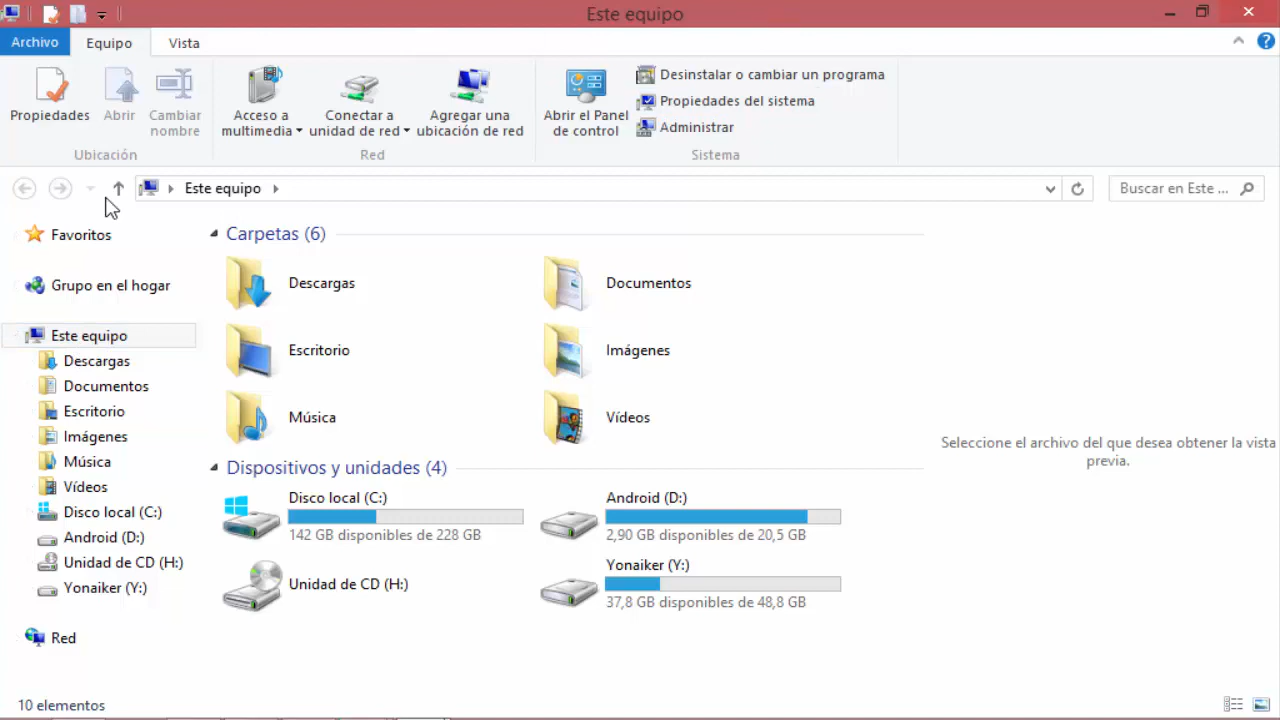 Este equipo
Archivo
Equipo
Vista
Propiedades
Abrir
Cambiar
nombre
Ubicación
Acceso a
multimedia
Conectar a
unidad de red
Agregar una
ubicación de red
Red
Abrir el Panel
de control
Desinstalar o cambiar un programa
Propiedades del sistema
Administrar
Sistema
Este equipo
Buscar en Este ...
Favoritos
Grupo en el hogar
Este equipo
Descargas
Documentos
Escritorio
Imágenes
Música
Vídeos
Disco local (C:)
Android (D:)
Unidad de CD (H:)
Yonaiker (Y:)
Red
Carpetas (6)
Descargas
Documentos
Escritorio
Imágenes
Música
Vídeos
Dispositivos y unidades (4)
Disco local (C:)
142 GB disponibles de 228 GB
Android (D:)
2,90 GB disponibles de 20,5 GB
Unidad de CD (H:)
Yonaiker (Y:)
37,8 GB disponibles de 48,8 GB
Seleccione el archivo del que desea obtener la vista
previa.
10 elementos